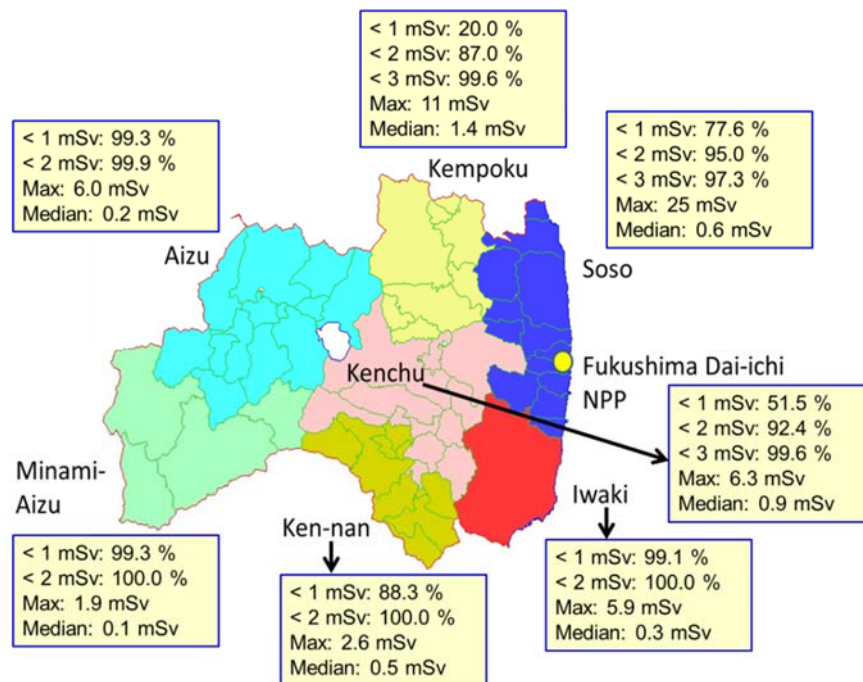 < 1 mSv: 20.0 %
< 2 mSv: 87.0 %
< 3 mSv: 99.6 %
Max: 11 mSv
Median: 1.4 mSv
Kempoku
< 1 mSv: 99.3 %
< 2 mSv: 99.9 %
Max: 6.0 mSv
Median: 0.2 mSv
Aizu
< 1 mSv: 77.6 %
< 2 mSv: 95.0 %
< 3 mSv: 97.3 %
Max: 25 mSv
Median: 0.6 mSv
Soso
Kenchu
Fukushima Dai-ichi
NPP
< 1 mSv: 51.5 %
< 2 mSv: 92.4 %
< 3 mSv: 99.6 %
Max: 6.3 mSv
Median: 0.9 mSv
Minami-
Aizu
< 1 mSv: 99.3 %
< 2 mSv: 100.0 %
Max: 1.9 mSv
Median: 0.1 mSv
Ken-nan
< 1 mSv: 88.3 %
< 2 mSv: 100.0 %
Max: 2.6 mSv
Median: 0.5 mSv
Iwaki
< 1 mSv: 99.1 %
< 2 mSv: 100.0 %
Max: 5.9 mSv
Median: 0.3 mSv